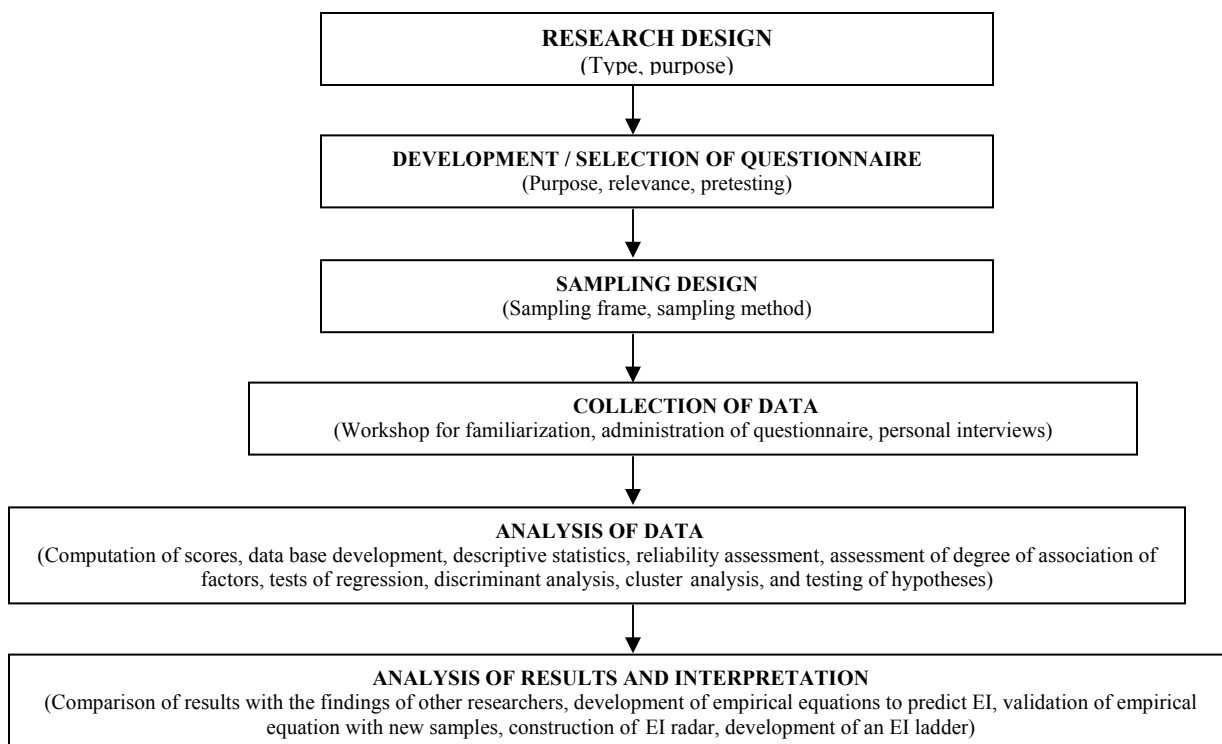 RESEARCH DESIGN
(Type, purpose)
DEVELOPMENT / SELECTION OF QUESTIONNAIRE
(Purpose, relevance, pretesting)
SAMPLING DESIGN
(Sampling frame, sampling method)
COLLECTION OF DATA
(Workshop for familiarization, administration of questionnaire, personal interviews)
ANALYSIS OF DATA
(Computation of scores, data base development, descriptive statistics, reliability assessment, assessment of degree of association of
factors, tests of regression, discriminant analysis, cluster analysis, and testing of hypotheses)
ANALYSIS OF RESULTS AND INTERPRETATION
(Comparison of results with the findings of other researchers, development of empirical equations to predict EI, validation of empirical
equation with new samples, construction of EI radar, development of an EI ladder)